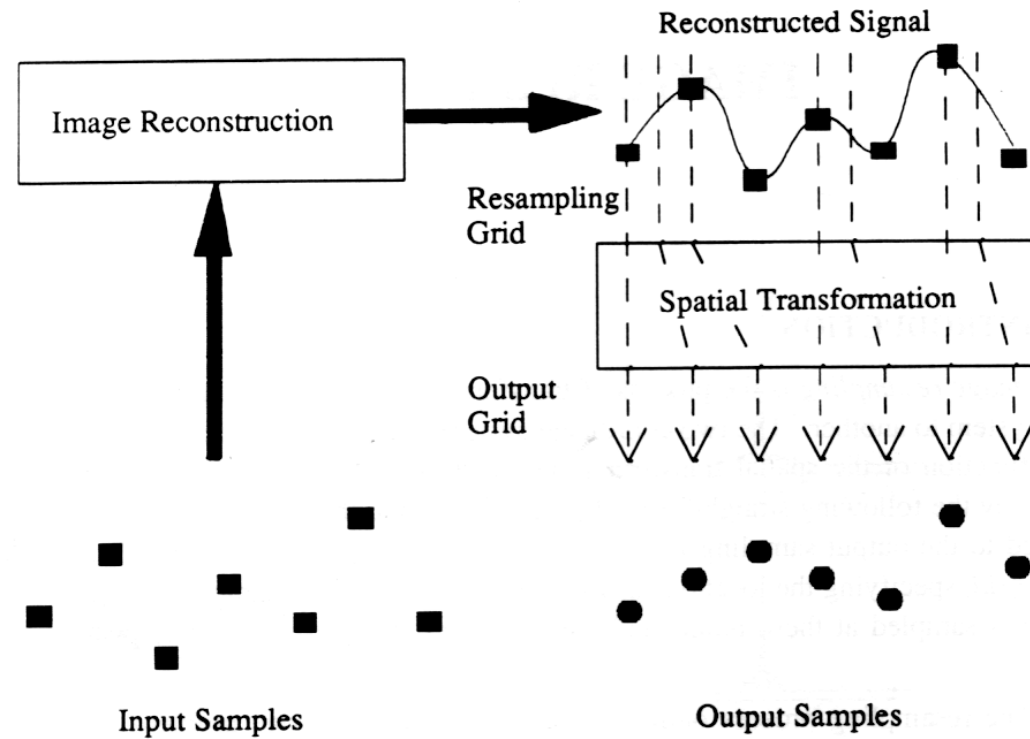 Reconstructed Signal
Image Reconstruction
Resampling
Grid
Spatial Transformation
Output
Grid
Input Samples
Output Samples